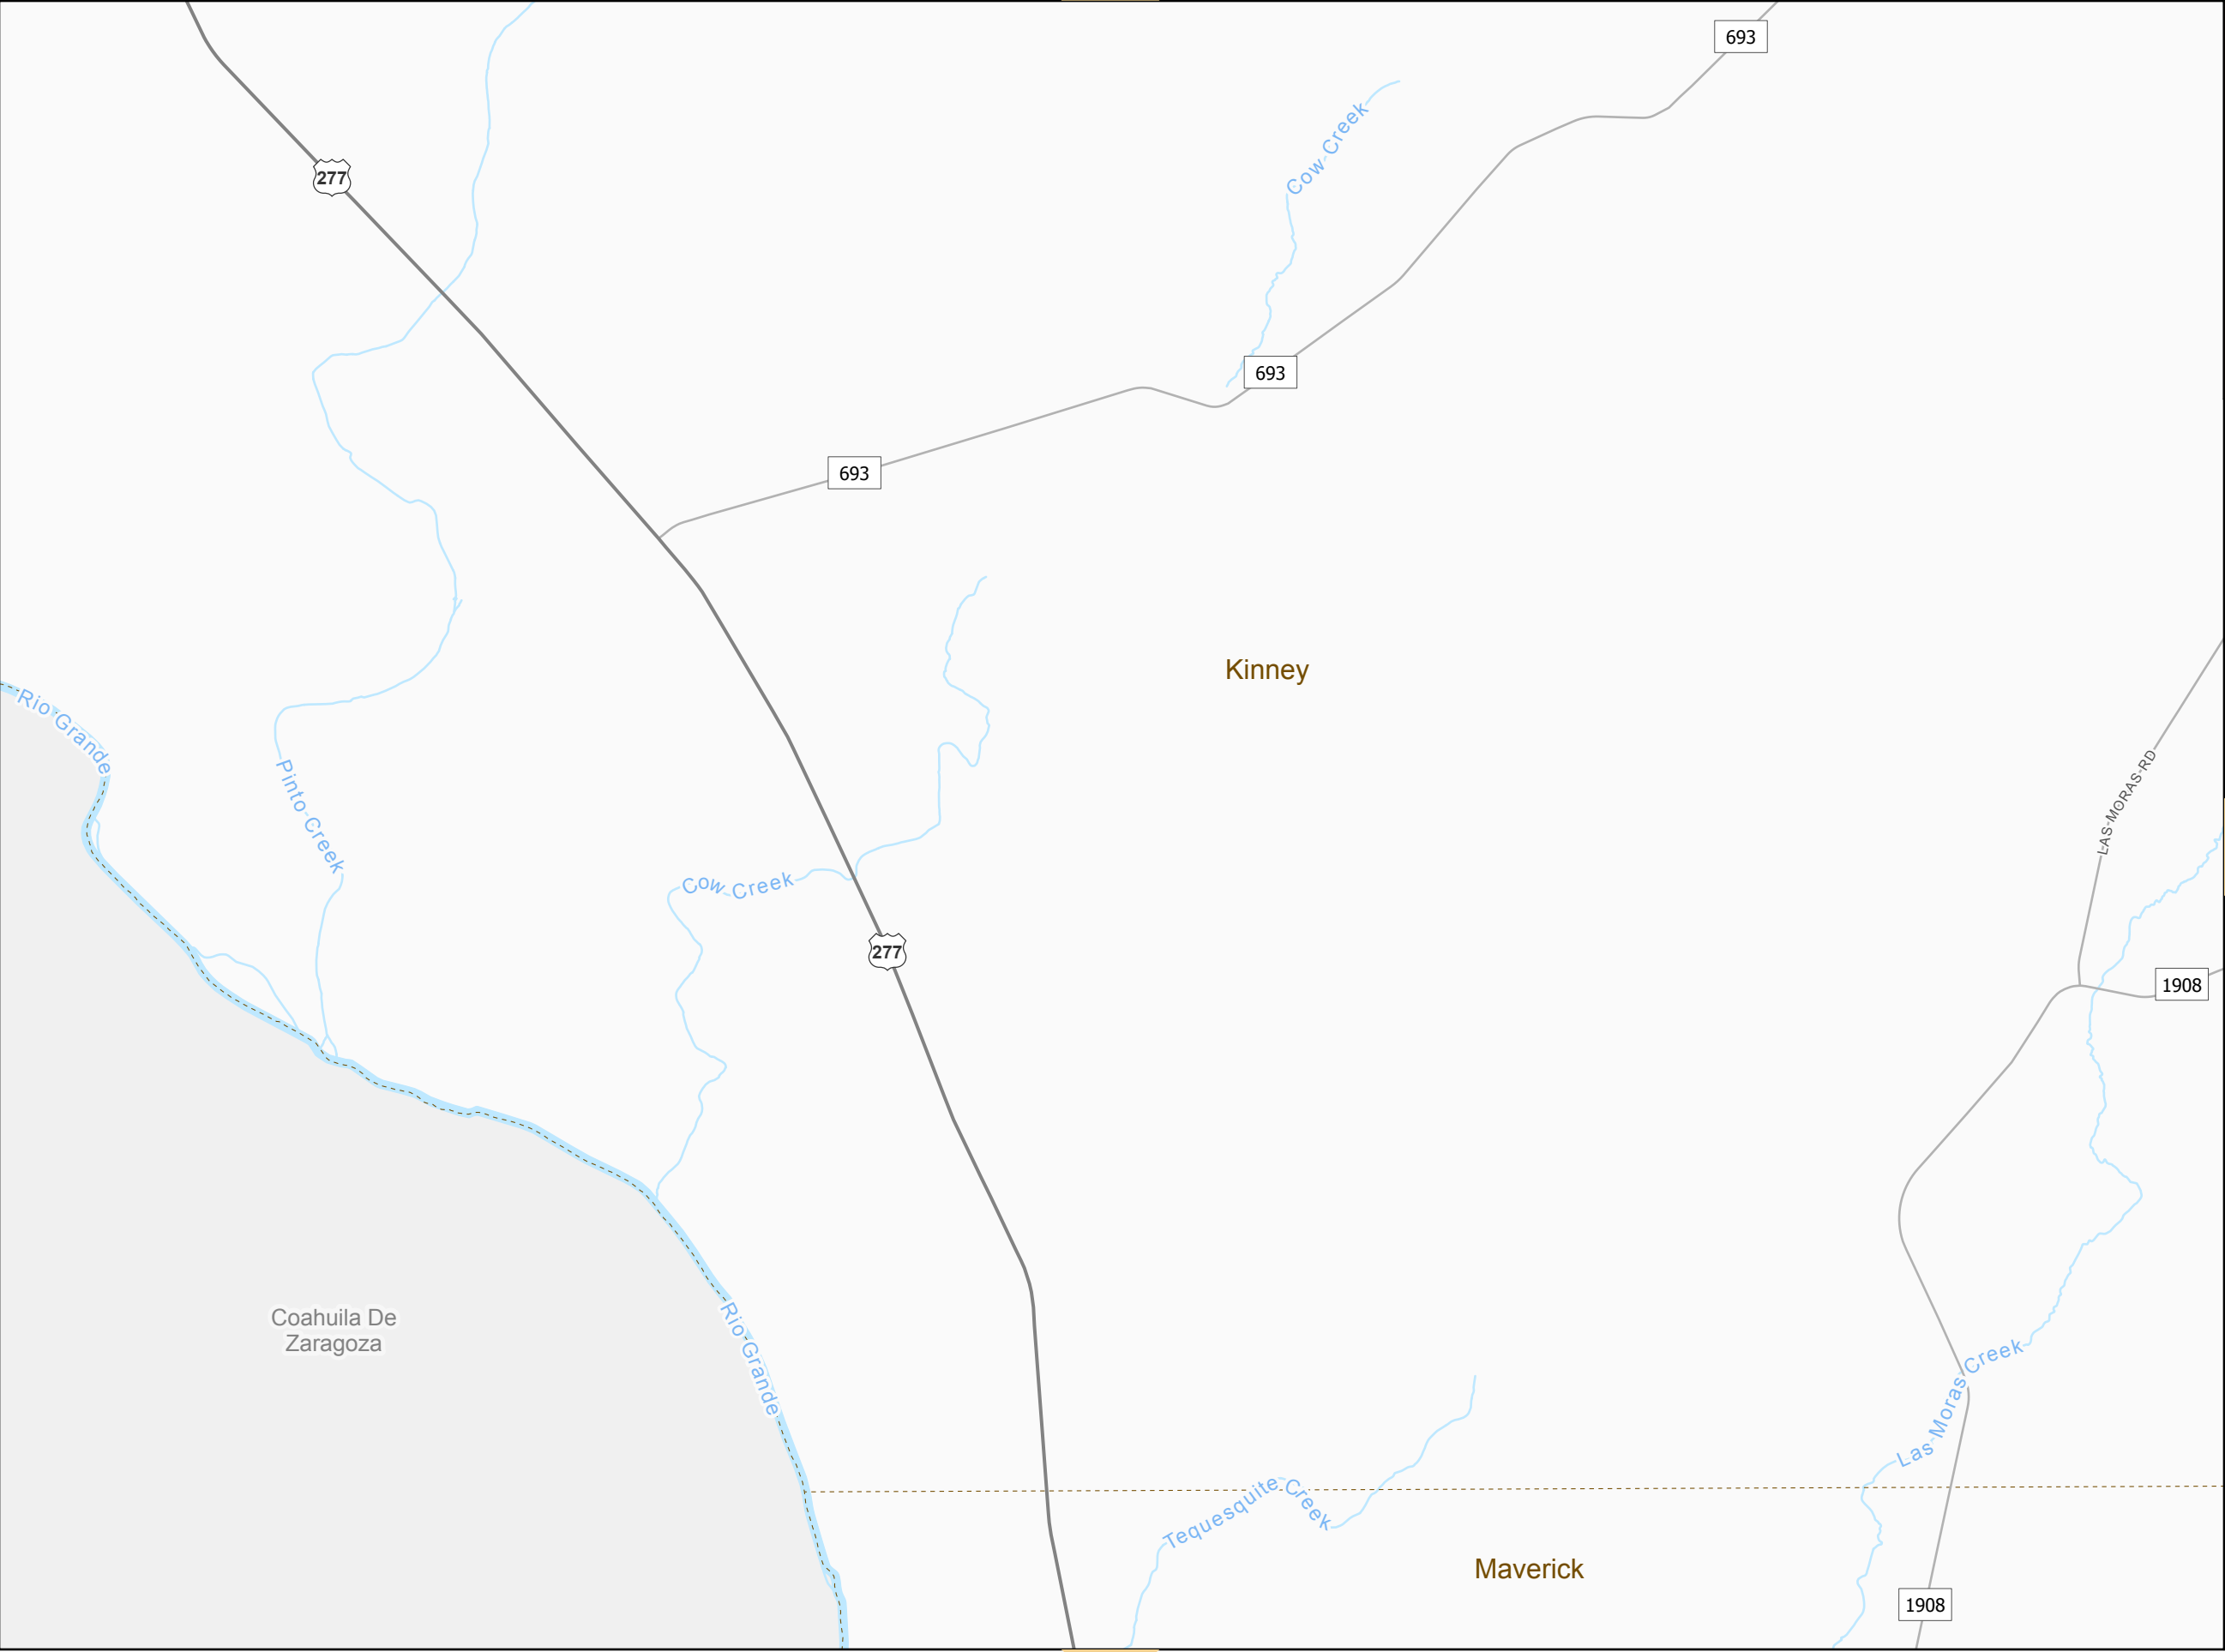 693
Cow Creek
277
693
693
Kinney
Rio Grande
LAS MORAS RD
Pinto Creek
Cow Creek
277
1908
Coahuila De
Zaragoza
Rio Grande
Las Moras Creek
Tequesquite Creek
Maverick
1908